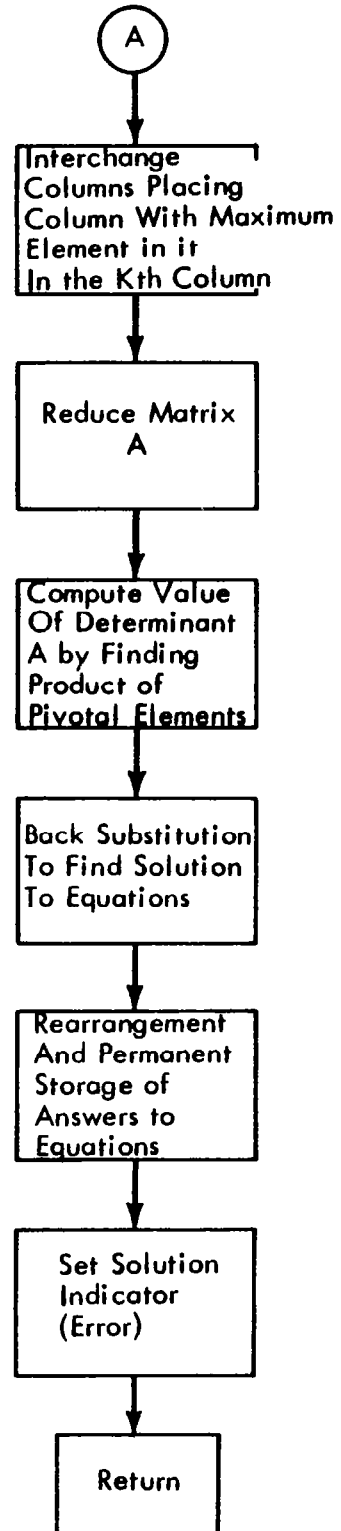 A
Interchange
Columns Placing
Column With Maximum
Element in it
In the Kth Column
Reduce Matrix
A
Compute Value
Of Determinant
A by Finding
Product of
Pivotal Elements
Back Substitution
To Find Solution
To Equations
Rearrangement
And Permanent
Storage of
Answers to
Equations
Set Solution
Indicator
(Error)
Return